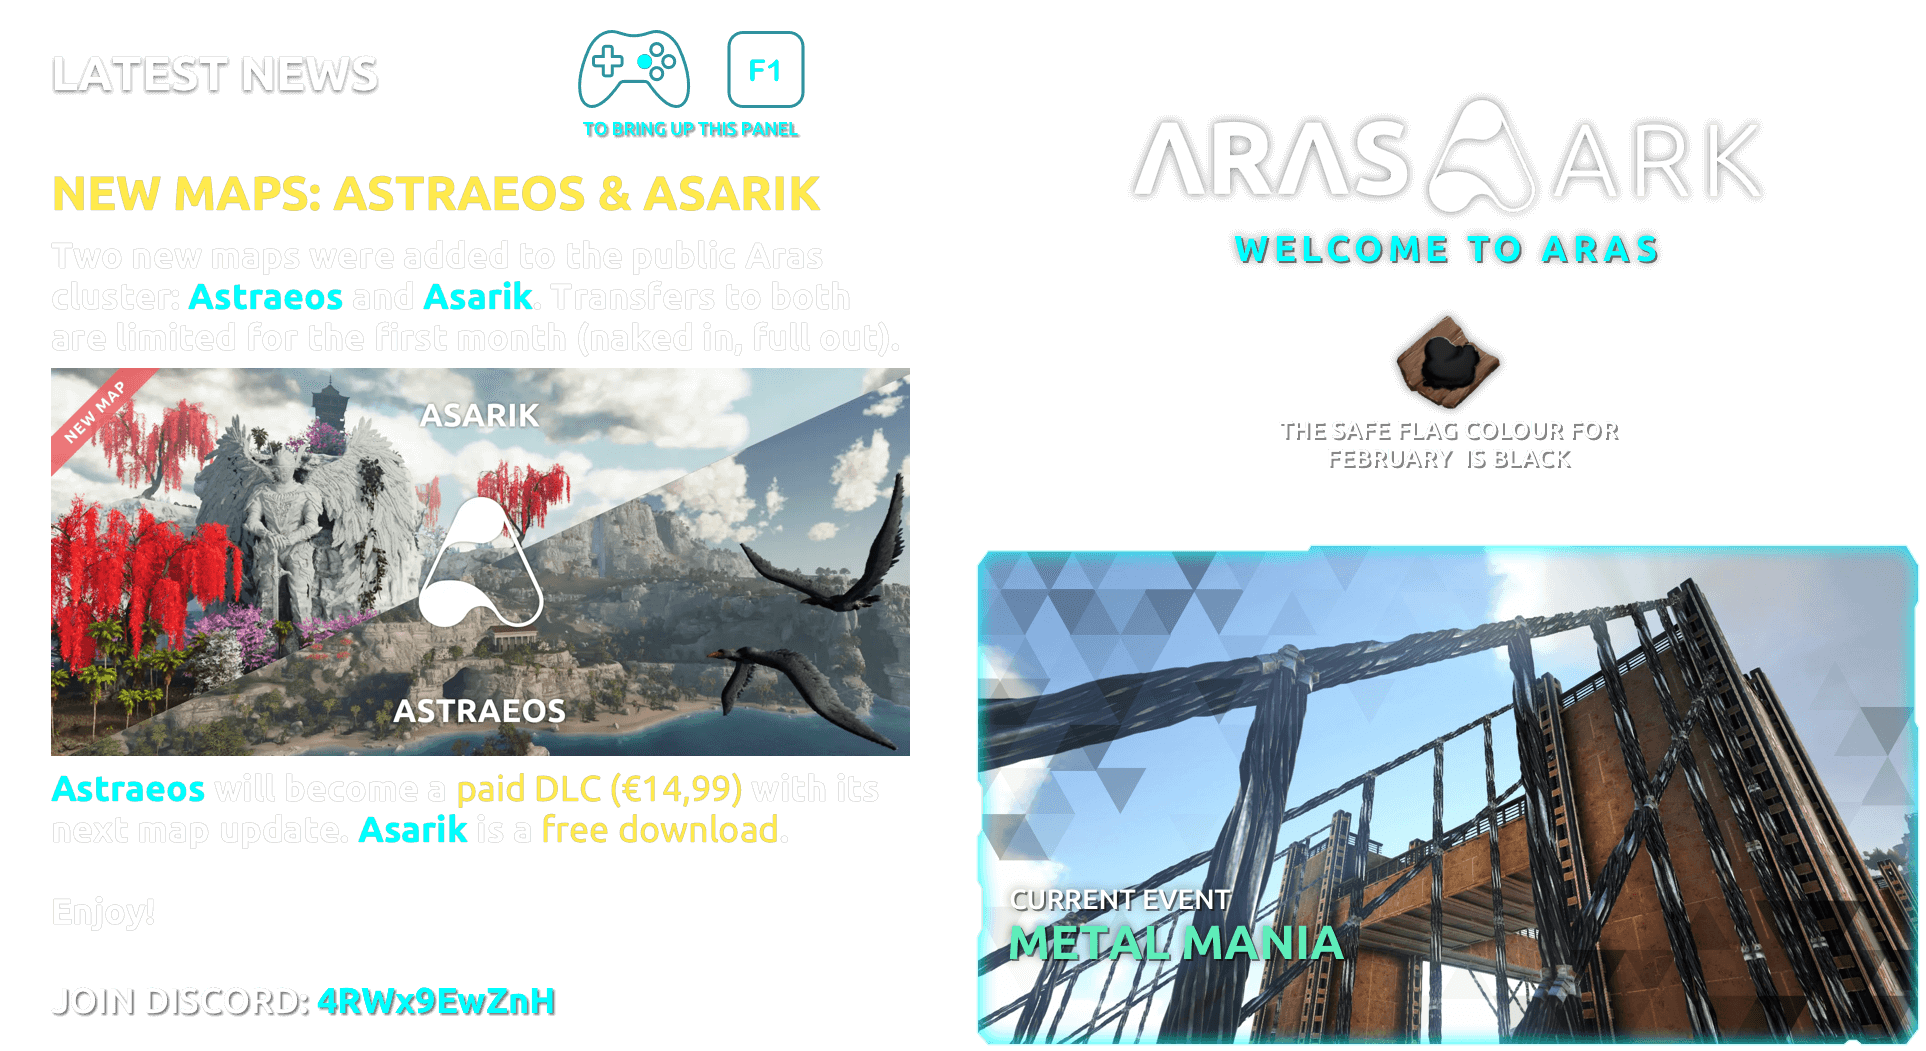 LATEST NEWS
F1
TO BRING UP THIS PANEL
NEW MAPS: ASTRAEOS & ASARIK
Two new maps were added to the public Aras
cluster: Astraeos and Asarik. Transfers to both
are limited for the first month (naked in, full out).
NEW MAP
ASARIK
ASTRAEOS
Astraeos will become a paid DLC (€14,99) with its
next map update. Asarik is a free download.
Enjoy!
JOIN DISCORD: 4RWx9EwZnH
ARAS ARK
WELCOME TO ARAS
THE SAFE FLAG COLOUR FOR
FEBRUARY IS BLACK
CURRENT EVENT
METAL MANIA